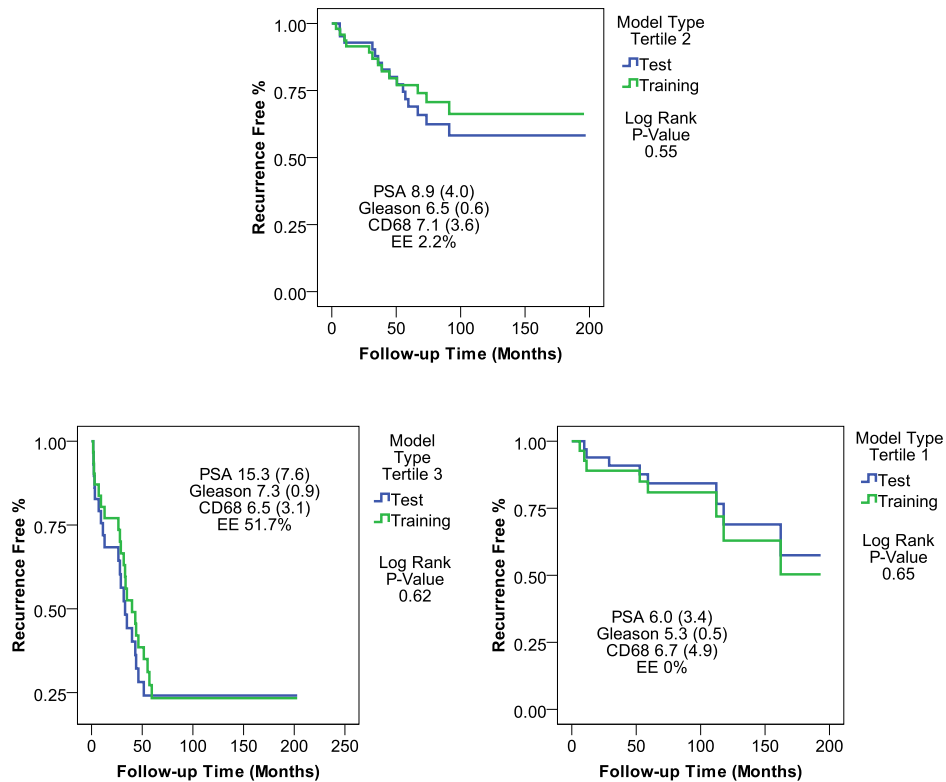 Model Type
Tertile 2
Test
Training
Log Rank
P-Value
0.55
1.00
0.75
0.50
0.25
0.00
Recurrence Free %
PSA 8.9 (4.0)
Gleason 6.5 (0.6)
CD68 7.1 (3.6)
EE 2.2%
0 50 100 150 200
Follow-up Time (Months)
Model
Type
Tertile 3
Test
Training
Log Rank
P-Value
0.62
1.00
0.75
0.50
0.25
Recurrence Free %
PSA 15.3 (7.6)
Gleason 7.3 (0.9)
CD68 6.5 (3.1)
EE 51.7%
0 50 100 150 200 250
Follow-up Time (Months)
Model Type
Tertile 1
Test
Training
Log Rank
P-Value
0.65
1.00
0.75
0.50
0.25
0.00
Recurrence Free %
PSA 6.0 (3.4)
Gleason 5.3 (0.5)
CD68 6.7 (4.9)
EE 0%
0 50 100 150 200
Follow-up Time (Months)